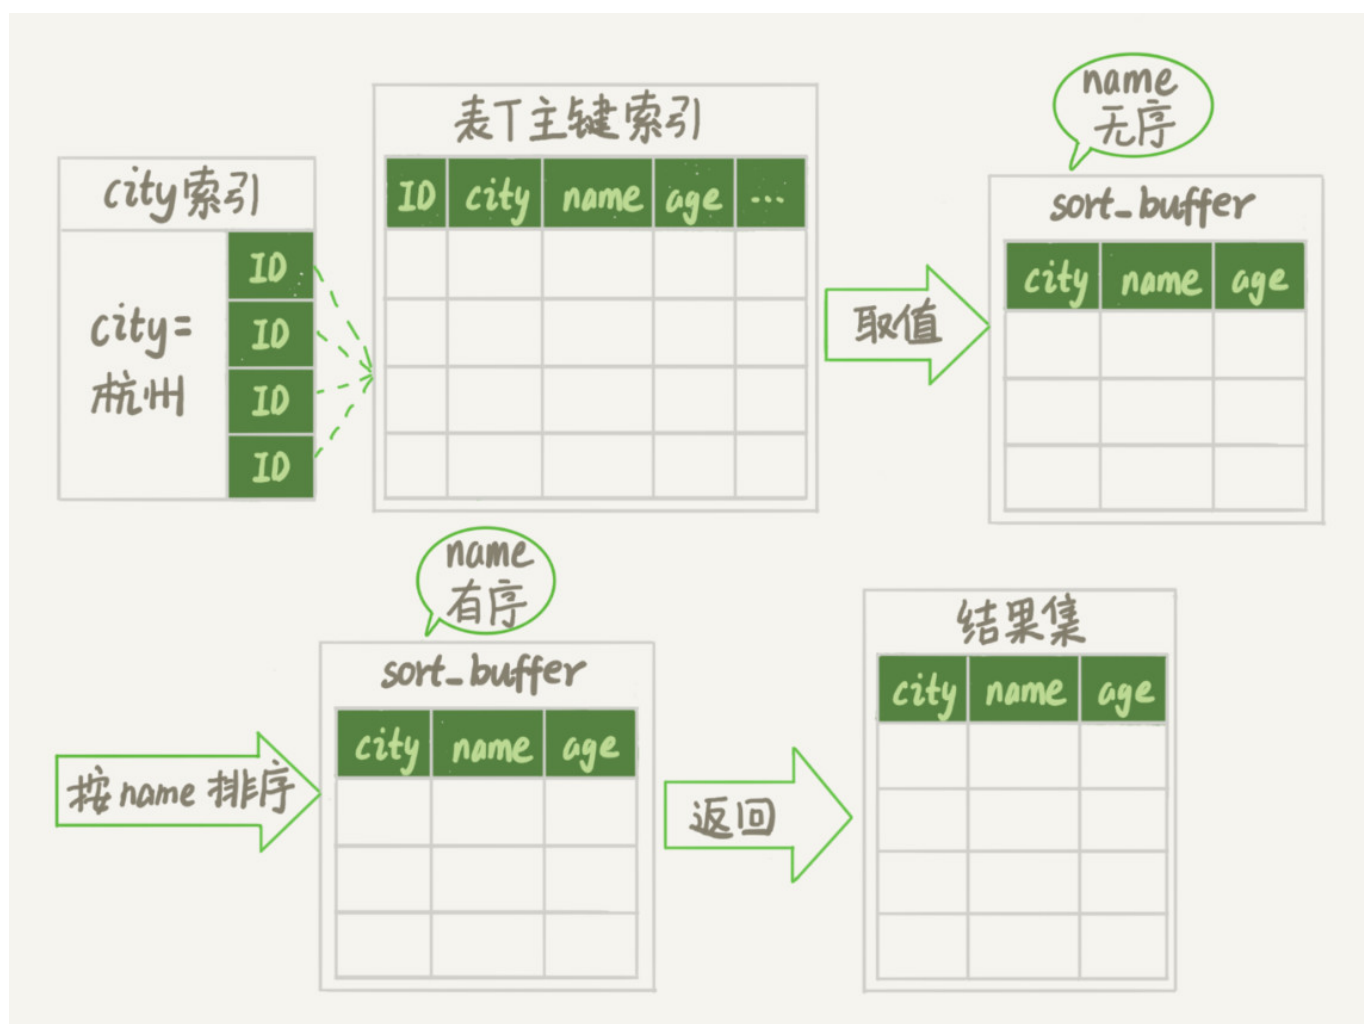 city索引
city=
杭州
ID
ID
ID
ID
表T主键索引
ID city name age ...
取值
name
无序
sort_buffer
city name age
按name排序
name
有序
sort_buffer
city name age
返回
结果集
city name age